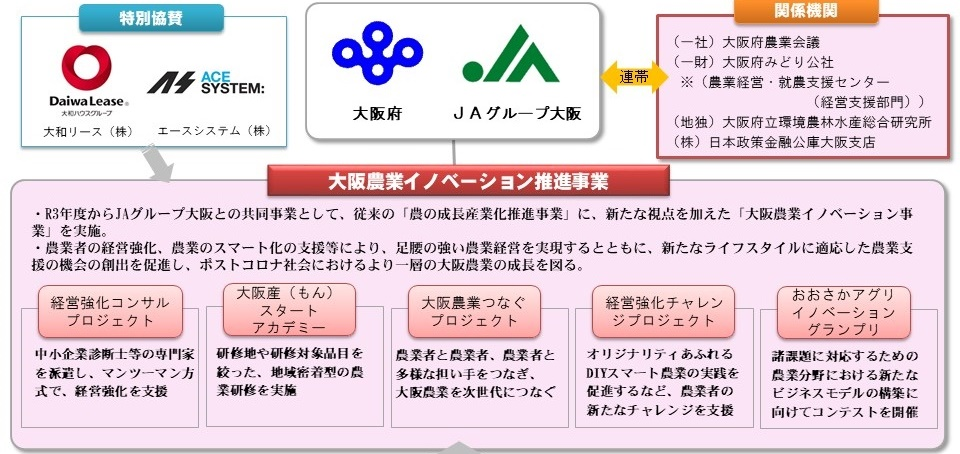 特別協賛
DaiwaLease®
大和ハウスグループ
大和リース（株）
ACE
SYSTEM:
エースシステム（株）
大阪府
JA
ＪＡグループ大阪
連帯
関係機関
（一社）大阪府農業会議
（一財）大阪府みどり公社
※（農業経営・就農支援センター
（経営支援部門））
（地独）大阪府立環境農林水産総合研究所
（株）日本政策金融公庫大阪支店
大阪農業イノベーション推進事業
・R3年度からJAグループ大阪との共同事業として、従来の「農の成長産業化推進事業」に、新たな視点を加えた「大阪農業イノベーション事
業」を実施。
・農業者の経営強化、農業のスマート化の支援等により、足腰の強い農業経営を実現するとともに、新たなライフスタイルに適応した農業支
援の機会の創出を促進し、ポストコロナ社会におけるより一層の大阪農業の成長を図る。
経営強化コンサル
プロジェクト
中小企業診断士等の専門家
を派遣し、マンツーマン方
式で、経営強化を支援
大阪産（もん）
スタート
アカデミー
研修地や研修対象品目を
絞った、地域密着型の農
業研修を実施
大阪農業つなぐ
プロジェクト
農業者と農業者、農業者と
多様な担い手をつなぎ、
大阪農業を次世代につなぐ
経営強化チャレン
ジプロジェクト
オリジナリティあふれる
DIYスマート農業の実践を
促進するなど、農業者の
新たなチャレンジを支援
おおさかアグリ
イノベーション
グランプリ
諸課題に対応するための
農業分野における新たな
ビジネスモデルの構築に
向けてコンテストを開催